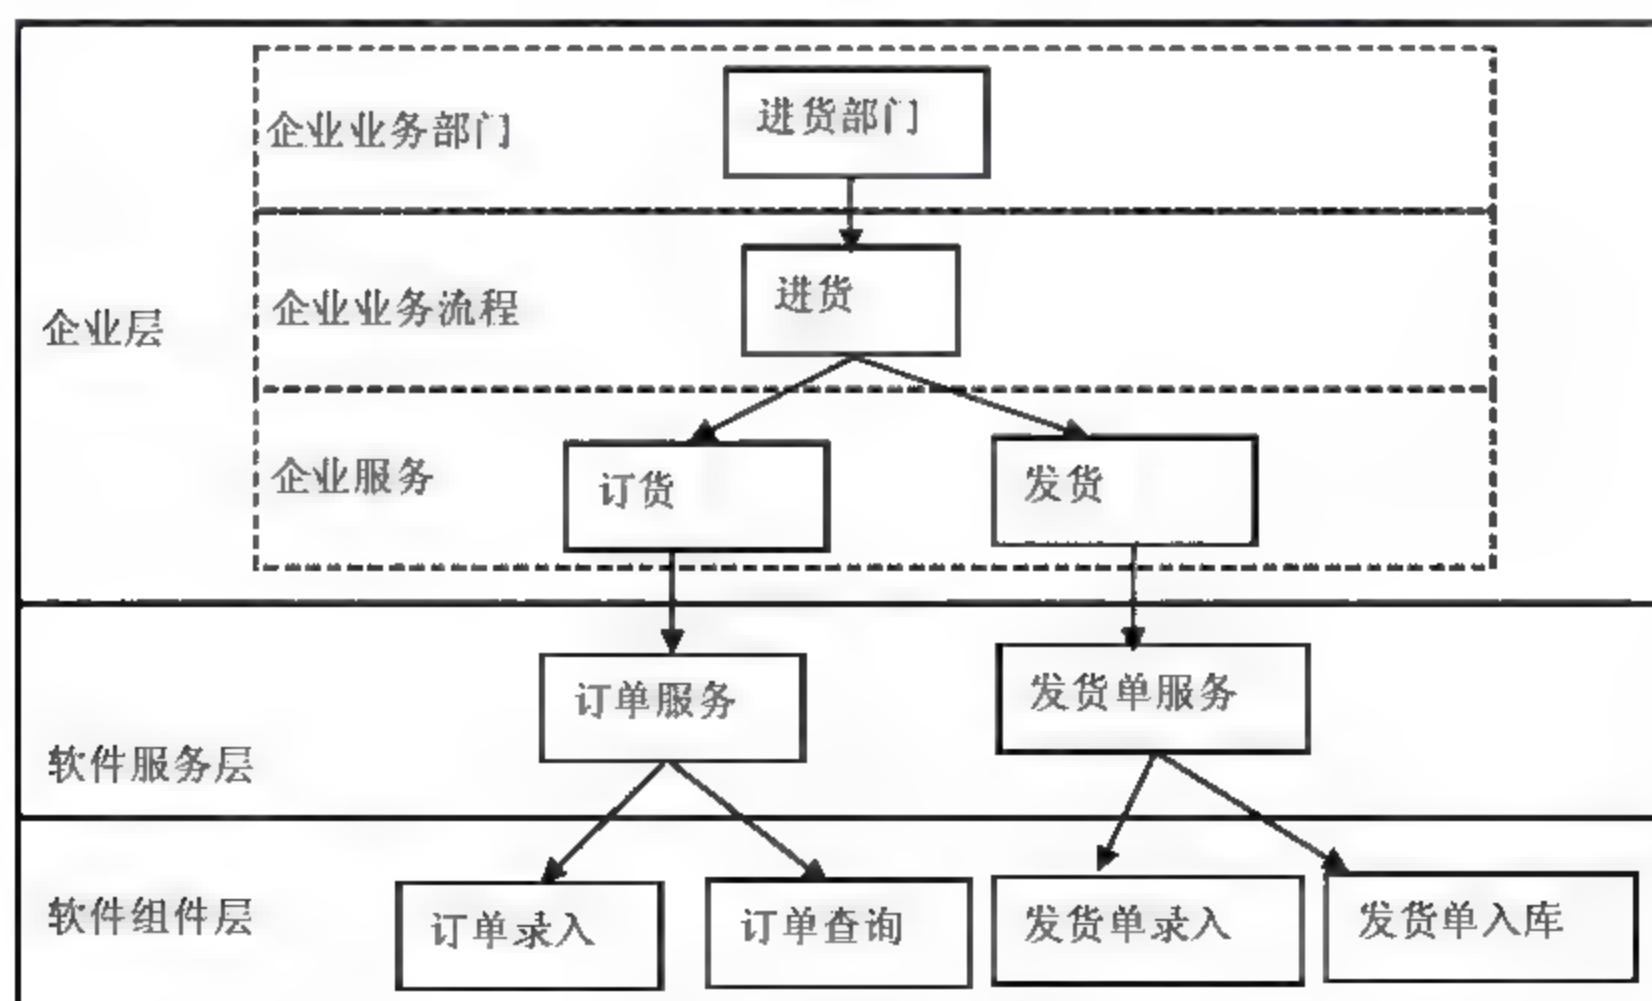 企业业务部门
进货部门
企业层
企业业务流程
进货
企业服务
订货
发货
软件服务层
订单服务
发货单服务
软件组件层
订单录入
订单查询
发货单录入
发货单入库